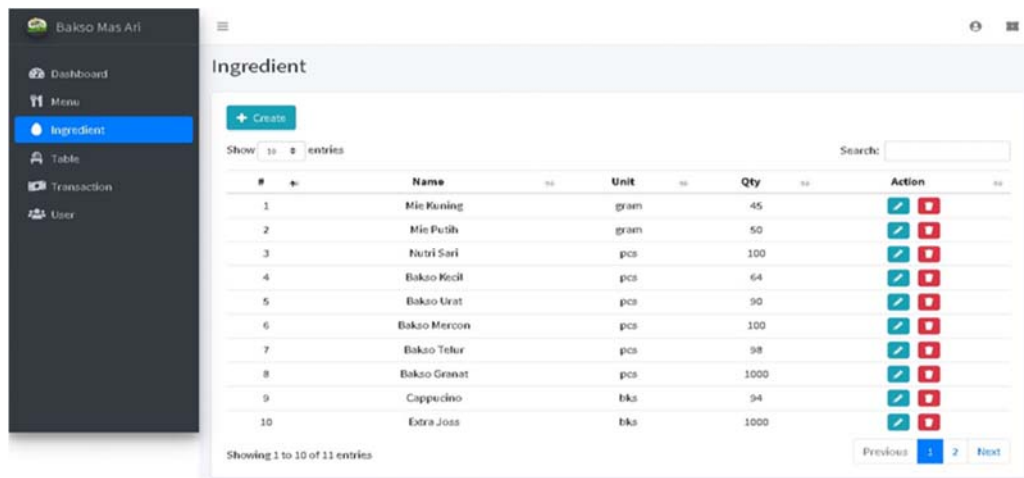 Bakso Mas Ari
Dashboard
Menu
Ingredient
Table
Transaction
User
Ingredient
Create
Show 10 entries
Search:
# Name Unit Qty Action
1 Mie Kuning gram 45
2 Mie Putih gram 50
3 Nutri Sari pcs 100
4 Bakso Kecil pcs 64
5 Bakso Urat pcs 90
6 Bakso Mercon pcs 100
7 Bakso Telur pcs 98
8 Bakso Granat pcs 1000
9 Cappucino bks 94
10 Extra Joss bks 1000
Showing 1 to 10 of 11 entries
Previous 1 2 Next